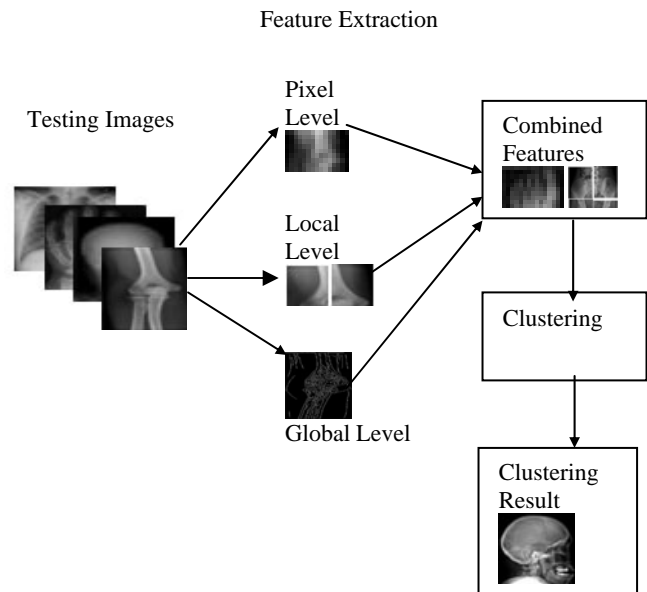 Feature Extraction
Testing Images
Pixel
Level
Local
Level
Global Level
Combined
Features
Clustering
Clustering
Result